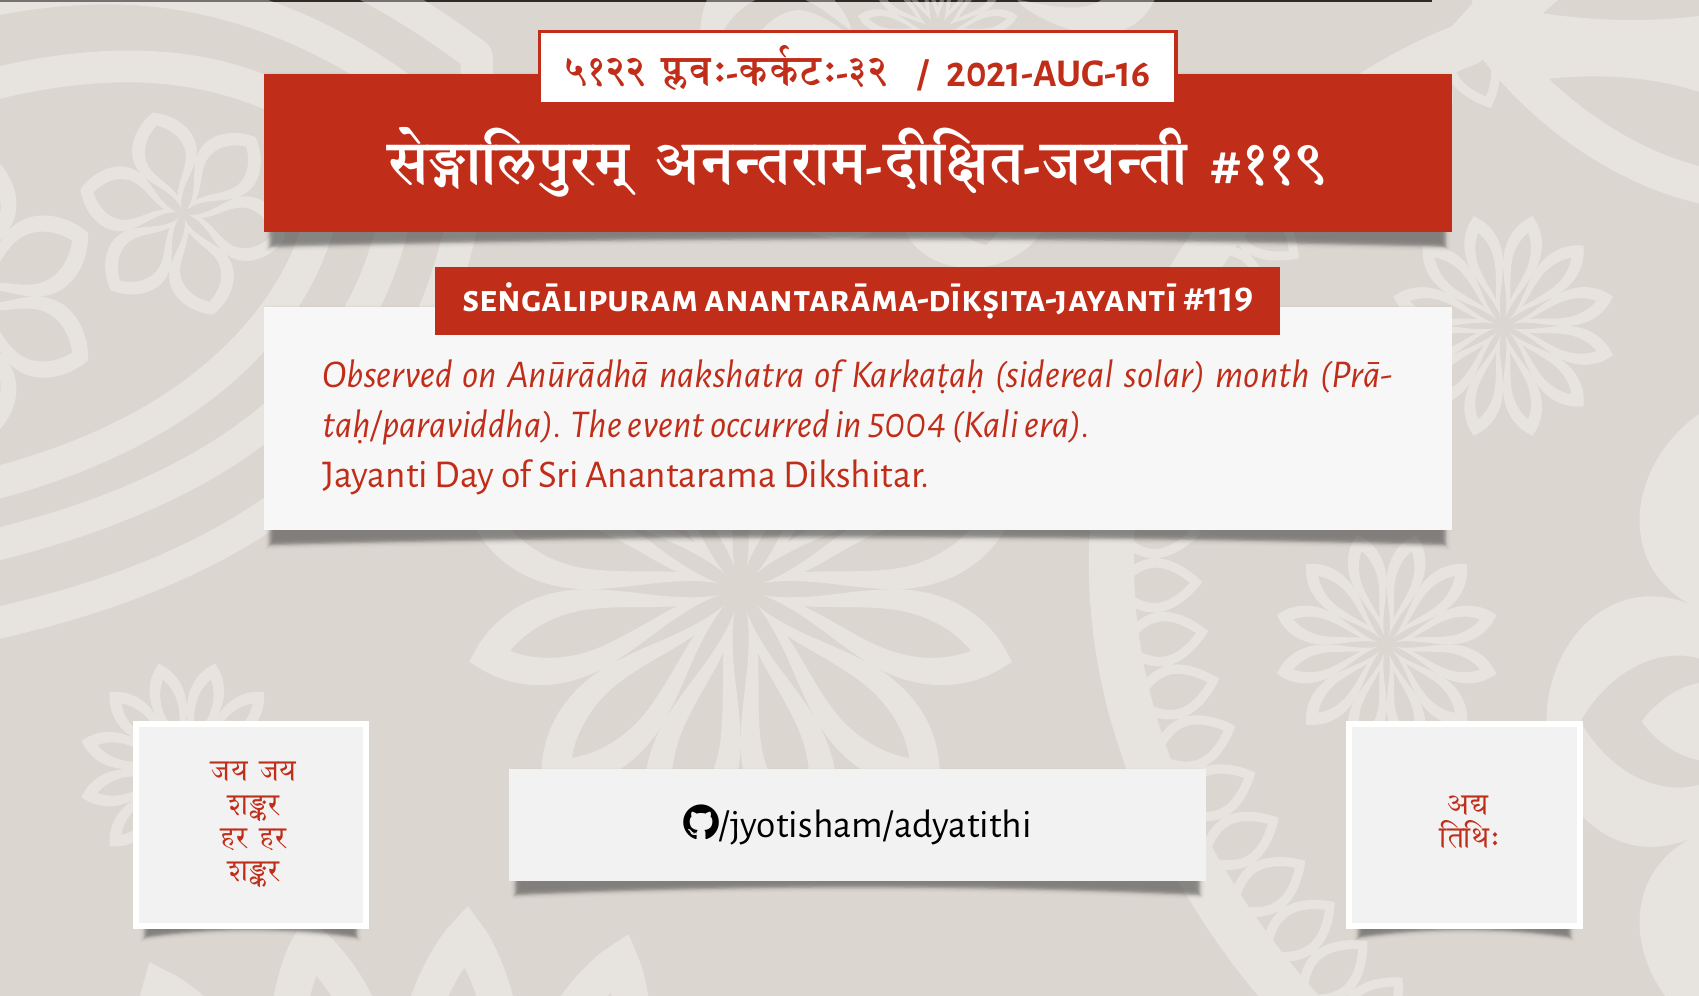 ५१२२ प्लवः-कर्कटः-३२ / 2021-AUG-16
सेङ्गालिपुरम् अनन्तराम-दीक्षित-जयन्ती #११९
SEṄGĀLIPURAM ANANTARĀMA-DĪKṢITA-JAYANTĪ #119
Observed on Anūrādhā nakshatra of Karkaṭaḥ (sidereal solar) month (Prā-
taḥ/paraviddha). The event occurred in 5004 (Kali era).
Jayanti Day of Sri Anantarama Dikshitar.
जय जय
शङ्कर
हर हर
शङ्कर
/jyotisham/adyatithi
अद्य
तिथिः